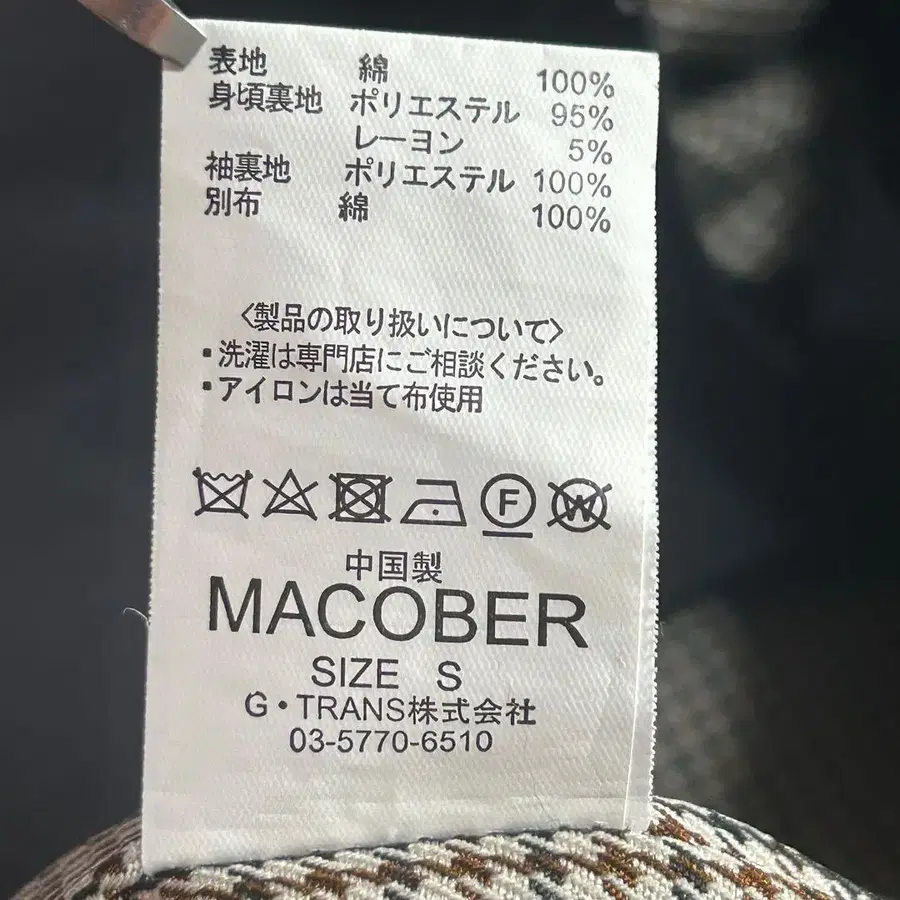 表地 綿 100%
身頃裏地 ポリエステル 95%
レーヨン 5%
袖裏地 ポリエステル 100%
別布 綿 100%
〈製品の取り扱いについて〉
・洗濯は専門店にご相談ください。
・アイロンは当て布使用
F W
中国製
MACOBER
SIZE S
G・TRANS株式会社
03-5770-6510